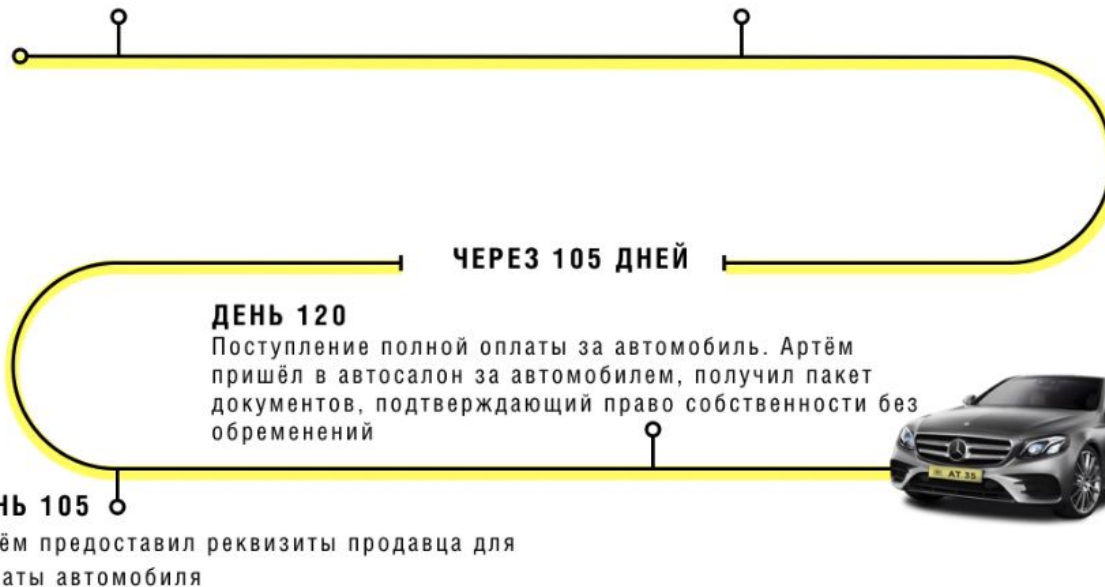 ЧЕРЕЗ 105 ДНЕЙ
ДЕНЬ 120
Поступление полной оплаты за автомобиль. Артём
пришёл в автосалон за автомобилем, получил пакет
документов, подтверждающий право собственности без
обременений
AT 35
НЬ 105
ём предоставил реквизиты продавца для
аты автомобиля